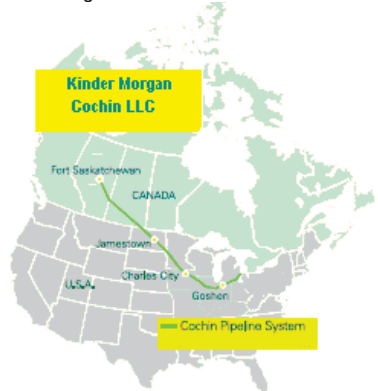 Kinder Morgan
Cochin LLC
Fort Saskatchewan
CANADA
Jamestown
Charles City
U.S.A.
Goshen
Cochin Pipeline System